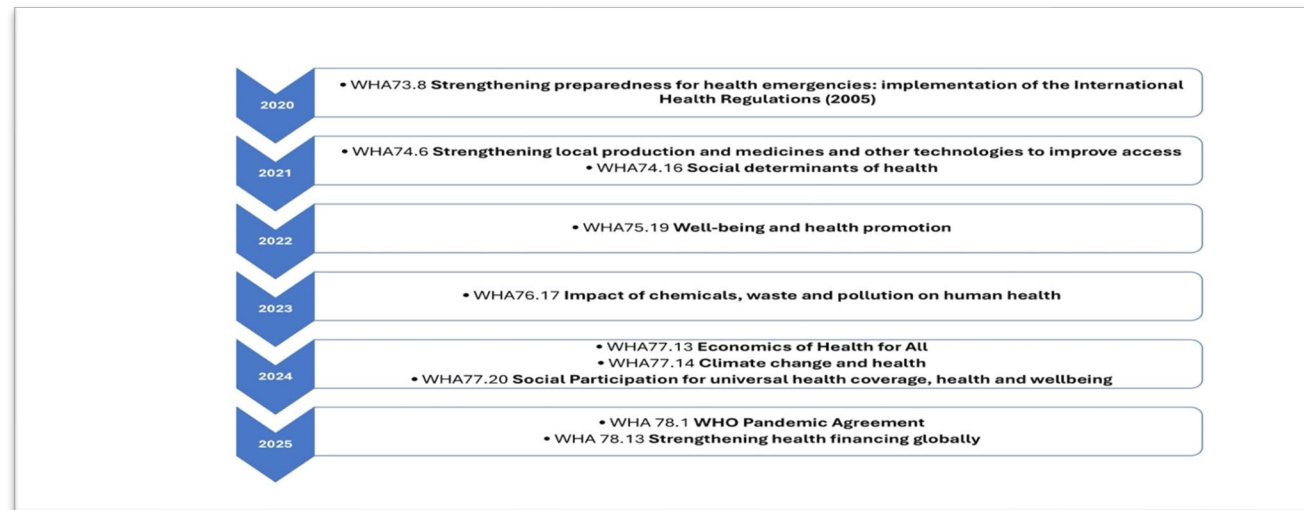 2020
• WHA73.8 Strengthening preparedness for health emergencies: implementation of the International
Health Regulations (2005)
2021
• WHA74.6 Strengthening local production and medicines and other technologies to improve access
• WHA74.16 Social determinants of health
2022
• WHA75.19 Well-being and health promotion
2023
• WHA76.17 Impact of chemicals, waste and pollution on human health
2024
• WHA77.13 Economics of Health for All
• WHA77.14 Climate change and health
• WHA77.20 Social Participation for universal health coverage, health and wellbeing
2025
• WHA 78.1 WHO Pandemic Agreement
• WHA 78.13 Strengthening health financing globally